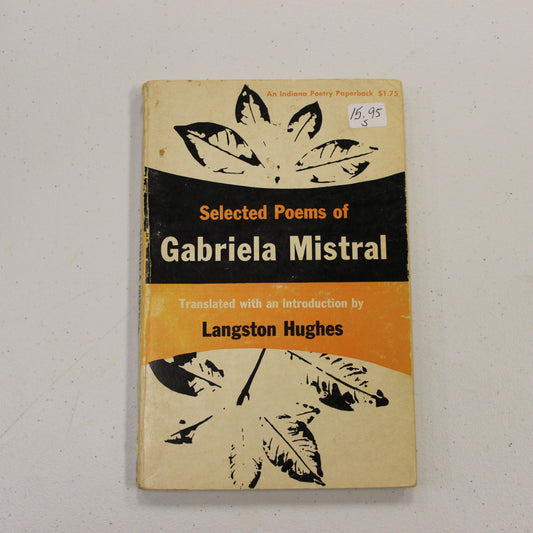 An Indiana Poetry Paperback $1.75
15.95
s
Selected Poems of
Gabriela Mistral
Translated with an introduction by
Langston Hughes